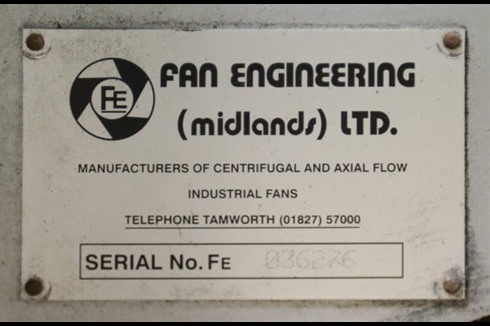 FE
FAN ENGINEERING
(midlands) LTD.
MANUFACTURERS OF CENTRIFUGAL AND AXIAL FLOW
INDUSTRIAL FANS
TELEPHONE TAMWORTH (01827) 57000
SERIAL No. FE 036276